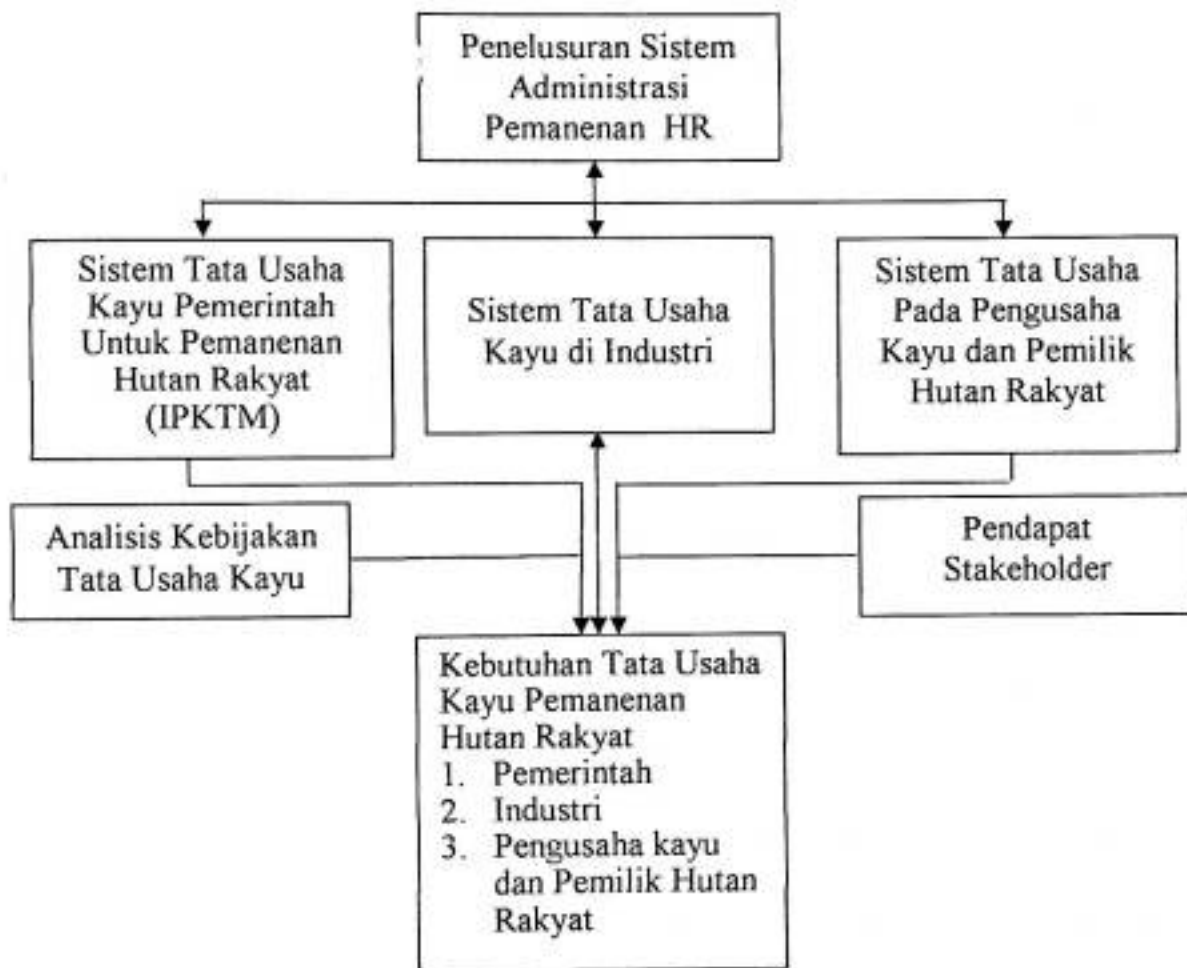 Penelusuran Sistem
Administrasi
Pemanenan HR
Sistem Tata Usaha
Kayu Pemerintah
Untuk Pemanenan
Hutan Rakyat
(IPKTM)
Sistem Tata Usaha
Kayu di Industri
Sistem Tata Usaha
Pada Pengusaha
Kayu dan Pemilik
Hutan Rakyat
Analisis Kebijakan
Tata Usaha Kayu
Pendapat
Stakeholder
Kebutuhan Tata Usaha
Kayu Pemanenan
Hutan Rakyat
1. Pemerintah
2. Industri
3. Pengusaha kayu
dan Pemilik Hutan
Rakyat